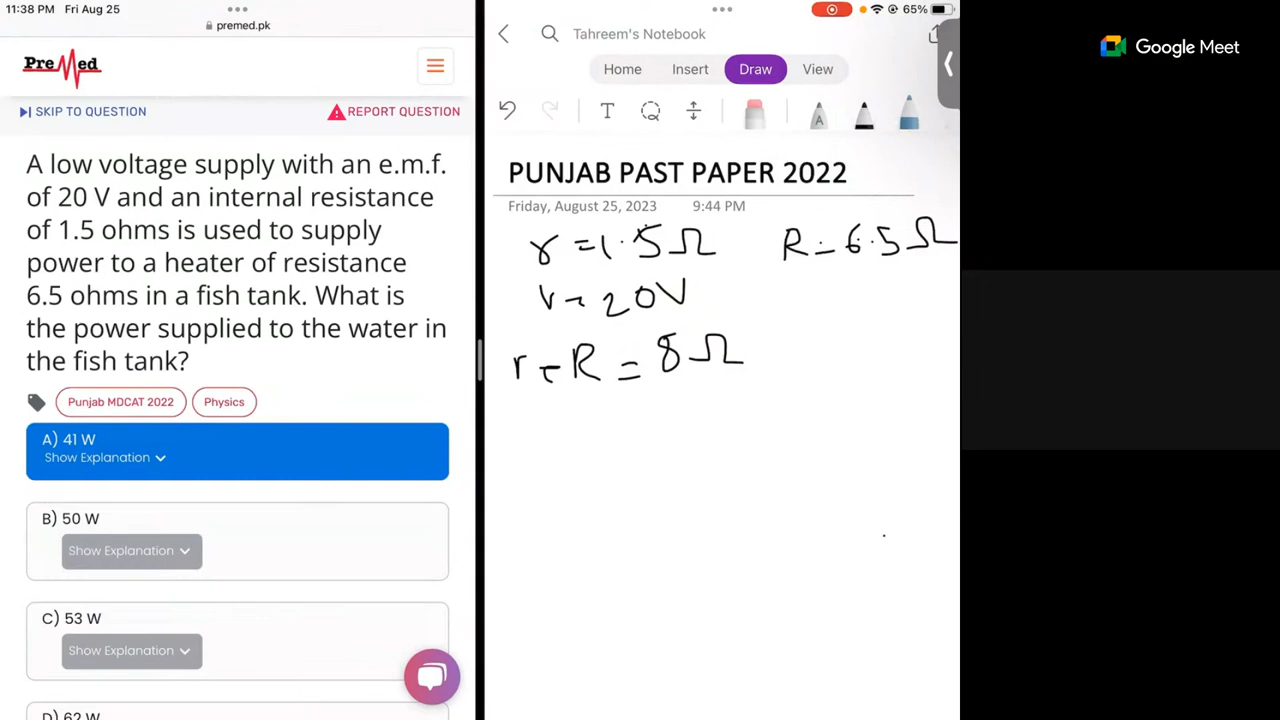 11:38 PM Fri Aug 25
premed.pk
PreMed
SKIP TO QUESTION
REPORT QUESTION
A low voltage supply with an e.m.f.
of 20 V and an internal resistance
of 1.5 ohms is used to supply
power to a heater of resistance
6.5 ohms in a fish tank. What is
the power supplied to the water in
the fish tank?
Punjab MDCAT 2022
Physics
A) 41 W
Show Explanation
B) 50 W
Show Explanation
C) 53 W
Show Explanation
D) 62 W
65%
Tahreem's Notebook
Home Insert Draw View
T
A
PUNJAB PAST PAPER 2022
Friday, August 25, 2023 9:44 PM
r = 1.5 Ω R = 6.5 Ω
V = 20V
r + R = 8 Ω
Google Meet